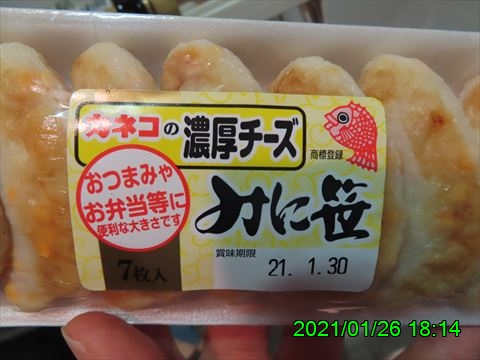 カネコの濃厚チーズ
商標登録
おつまみや
お弁当等に
便利な大きさです
みに笹
賞味期限
21. 1.30
7枚入
2021/01/26 18:14